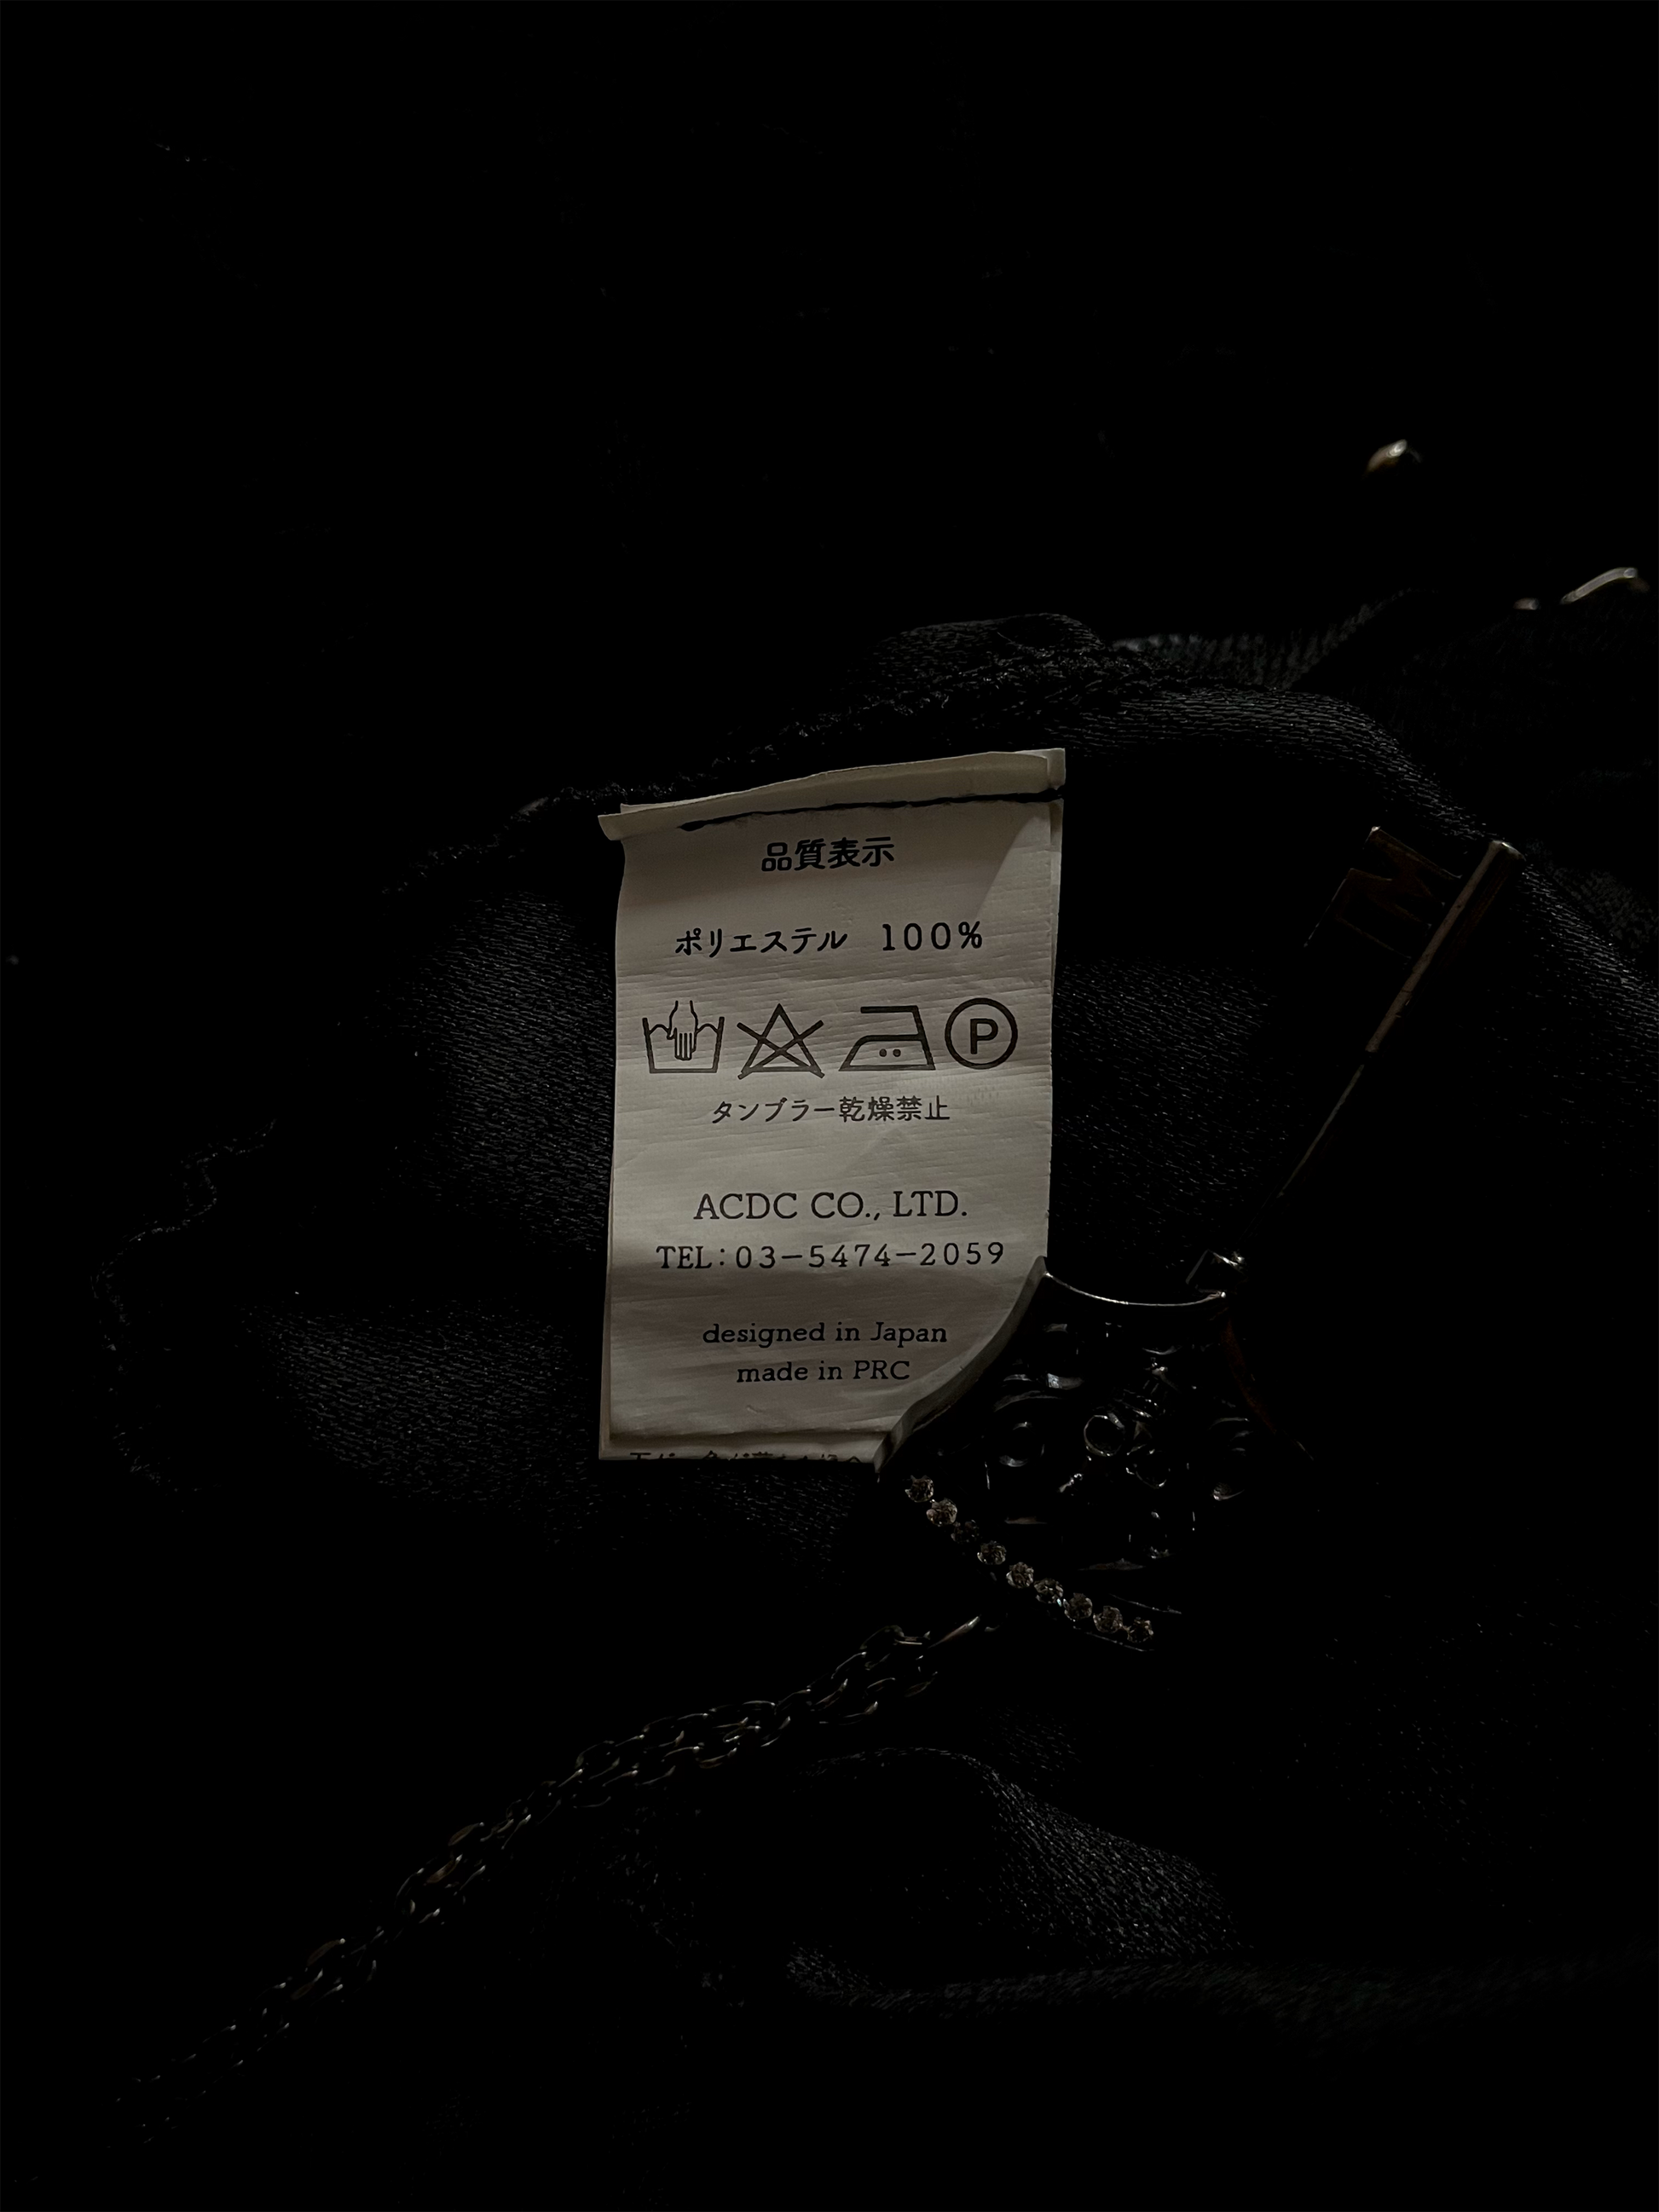 品質表示
ポリエステル 100%
P
タンブラー乾燥禁止
ACDC CO., LTD.
TEL:03-5474-2059
designed in Japan
made in PRC